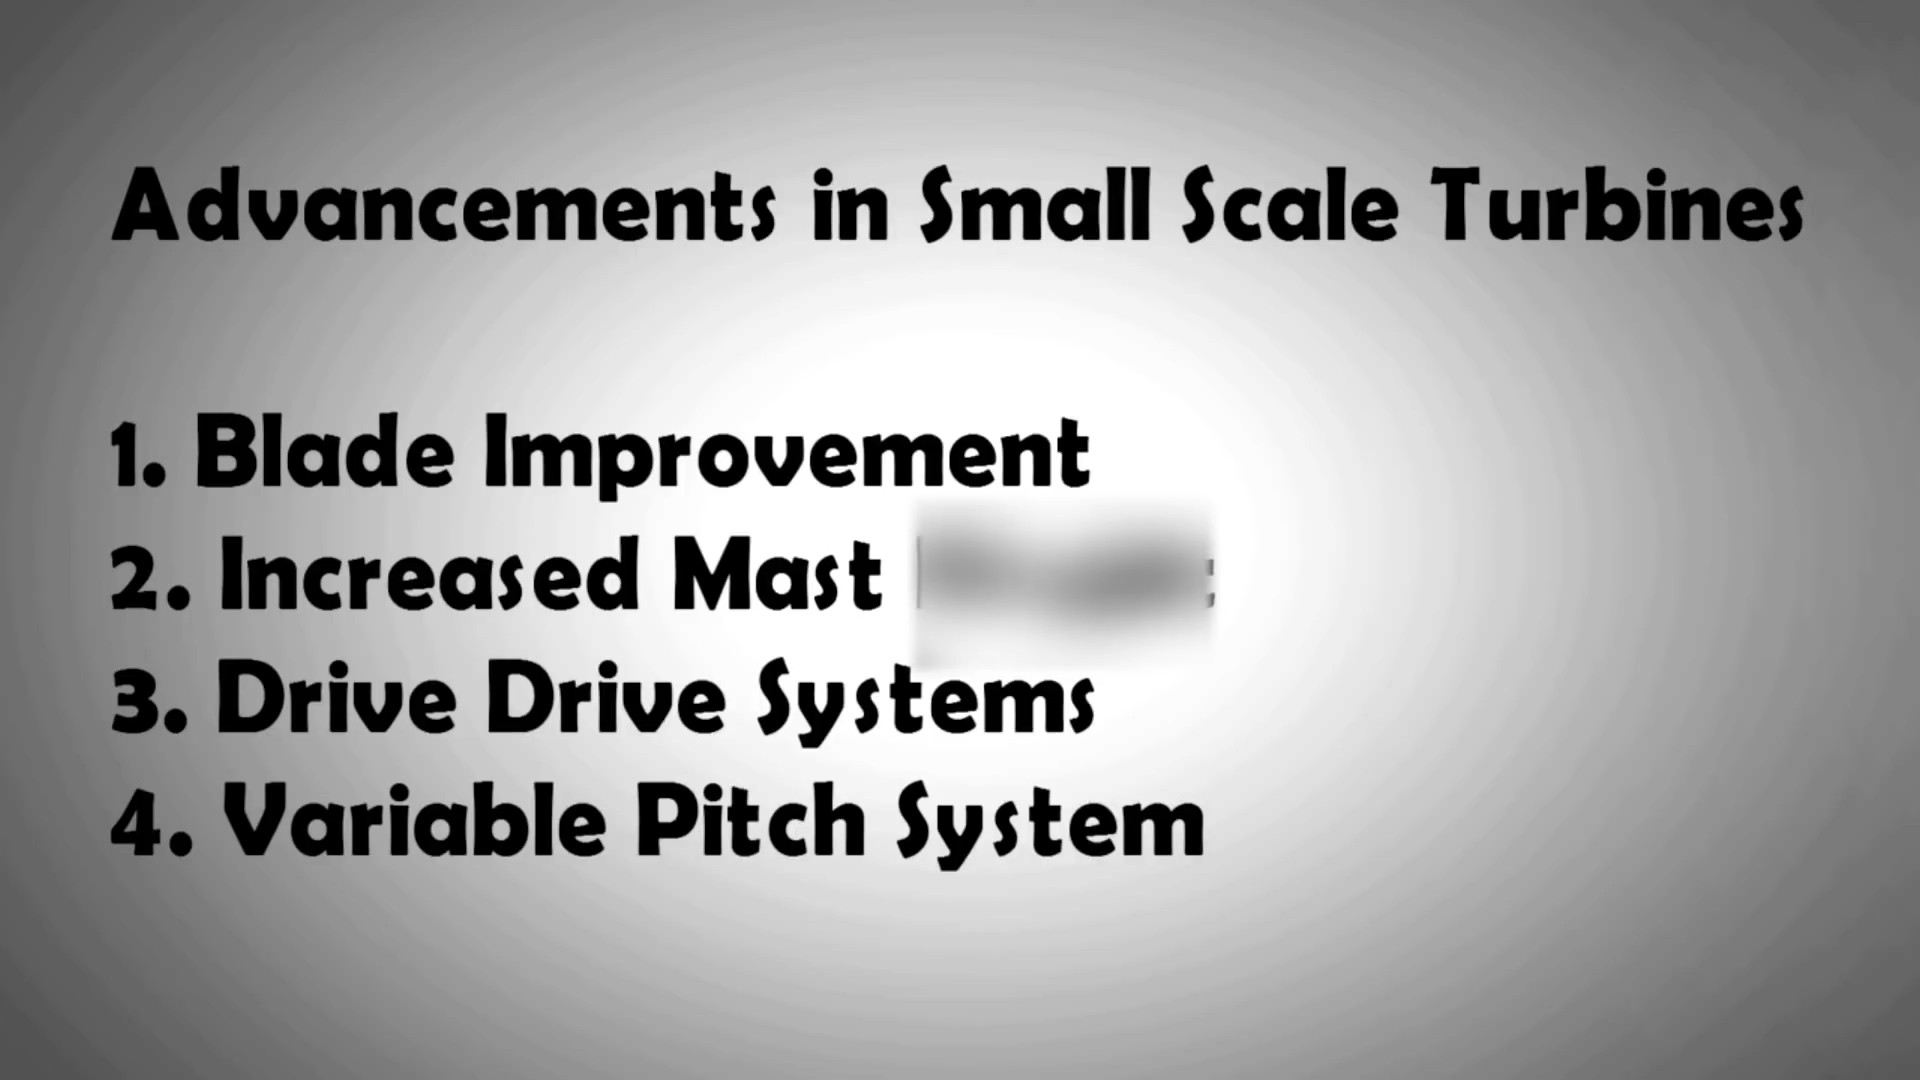 Advancements in Small Scale Turbines
1. Blade Improvement
2. Increased Mast
3. Drive Drive Systems
4. Variable Pitch System